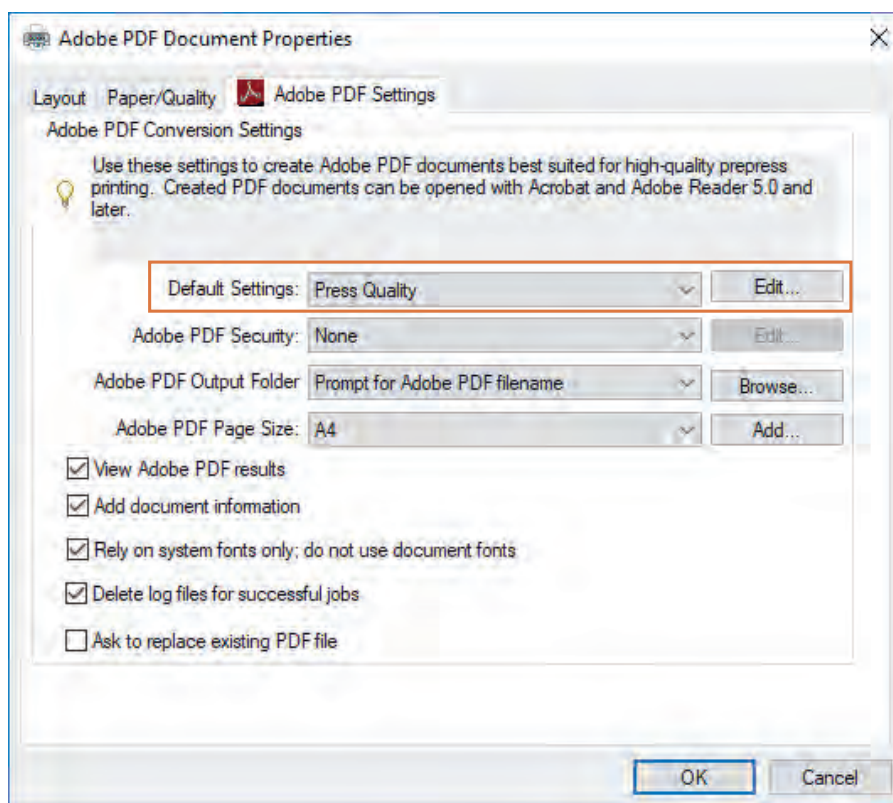 Adobe PDF Document Properties
Layout Paper/Quality Adobe PDF Settings
Adobe PDF Conversion Settings
Use these settings to create Adobe PDF documents best suited for high-quality prepress
printing. Created PDF documents can be opened with Acrobat and Adobe Reader 5.0 and
later.
Default Settings: Press Quality Edit...
Adobe PDF Security: None Edit...
Adobe PDF Output Folder Prompt for Adobe PDF filename Browse...
Adobe PDF Page Size: A4 Add...
View Adobe PDF results
Add document information
Rely on system fonts only; do not use document fonts
Delete log files for successful jobs
Ask to replace existing PDF file
OK Cancel